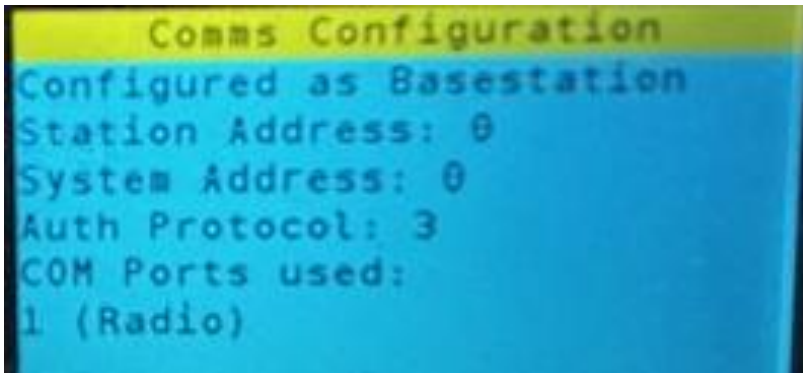 Comms Configuration
Configured as Basestation
Station Address: 0
System Address: 0
Auth Protocol: 3
COM Ports used:
1 (Radio)